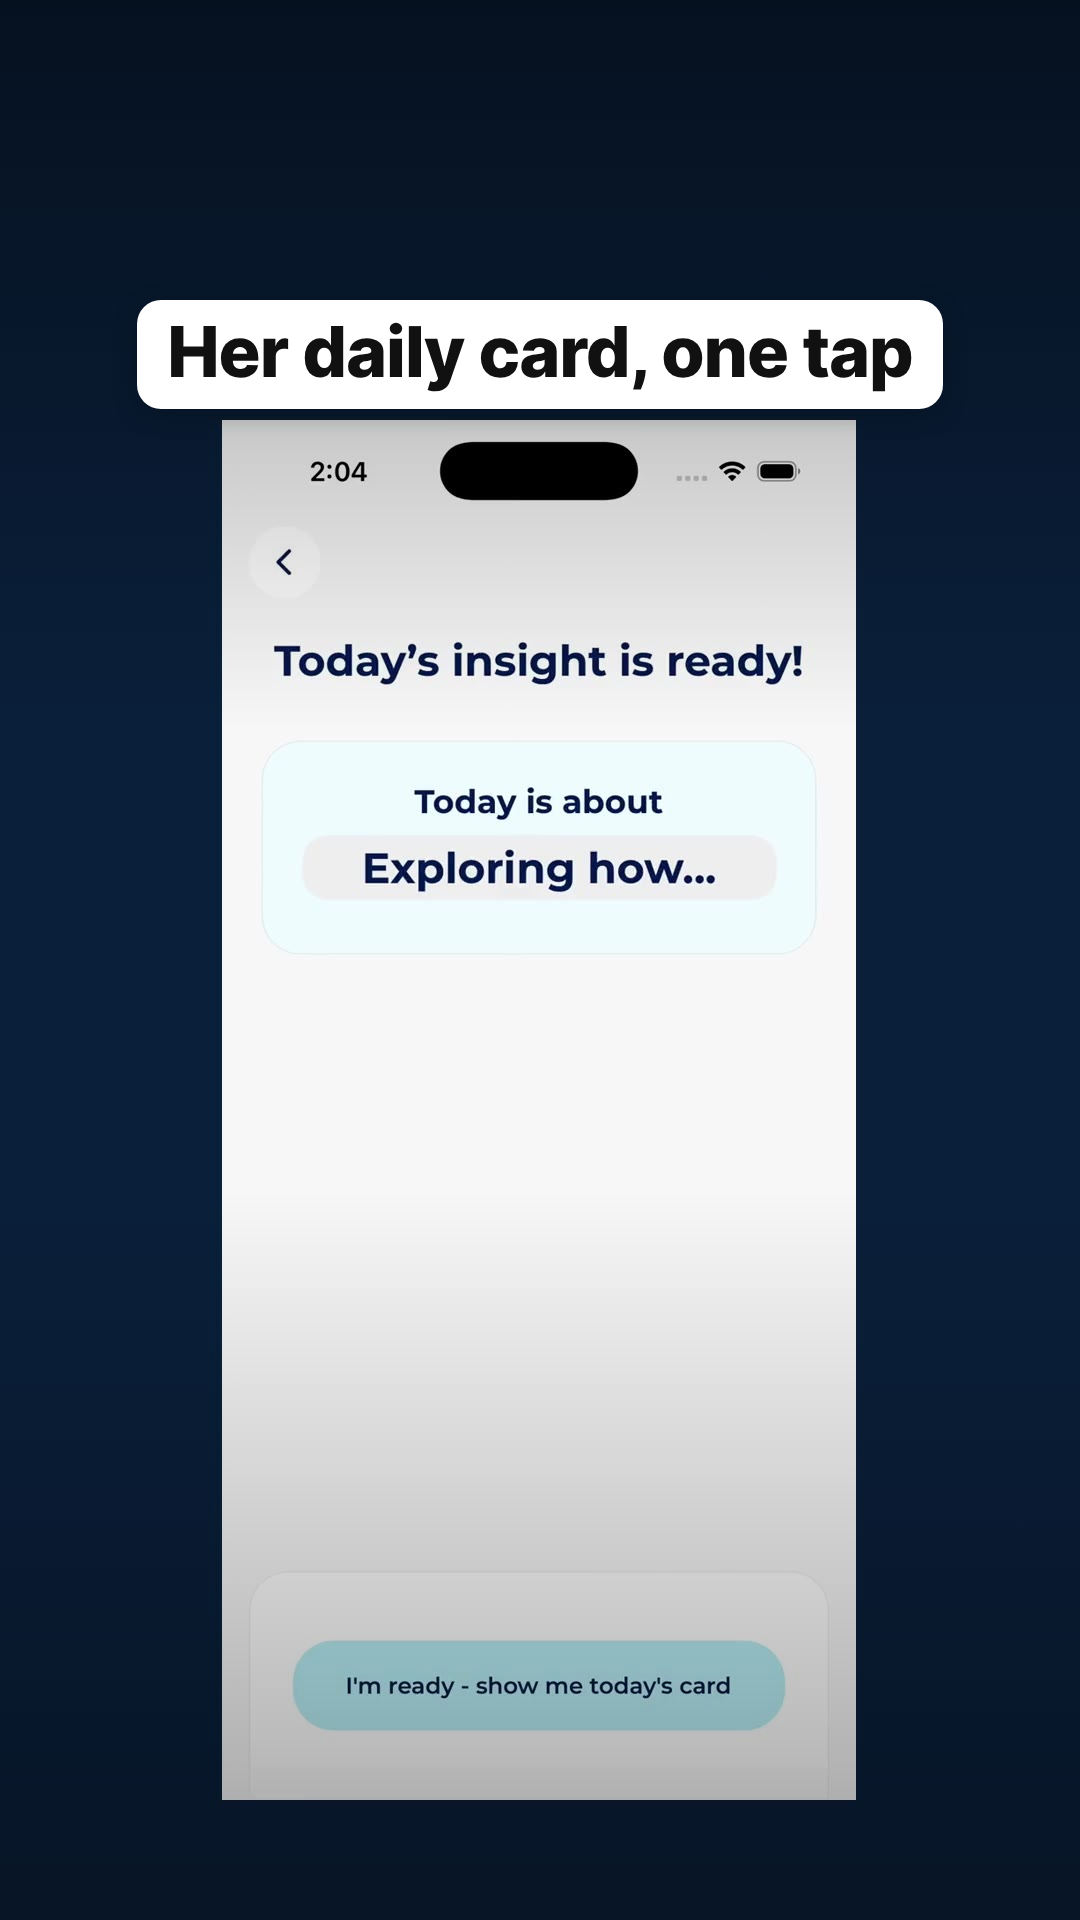 Her daily card, one tap
2:04
Today’s insight is ready!
Today is about
Exploring how...
I'm ready - show me today's card